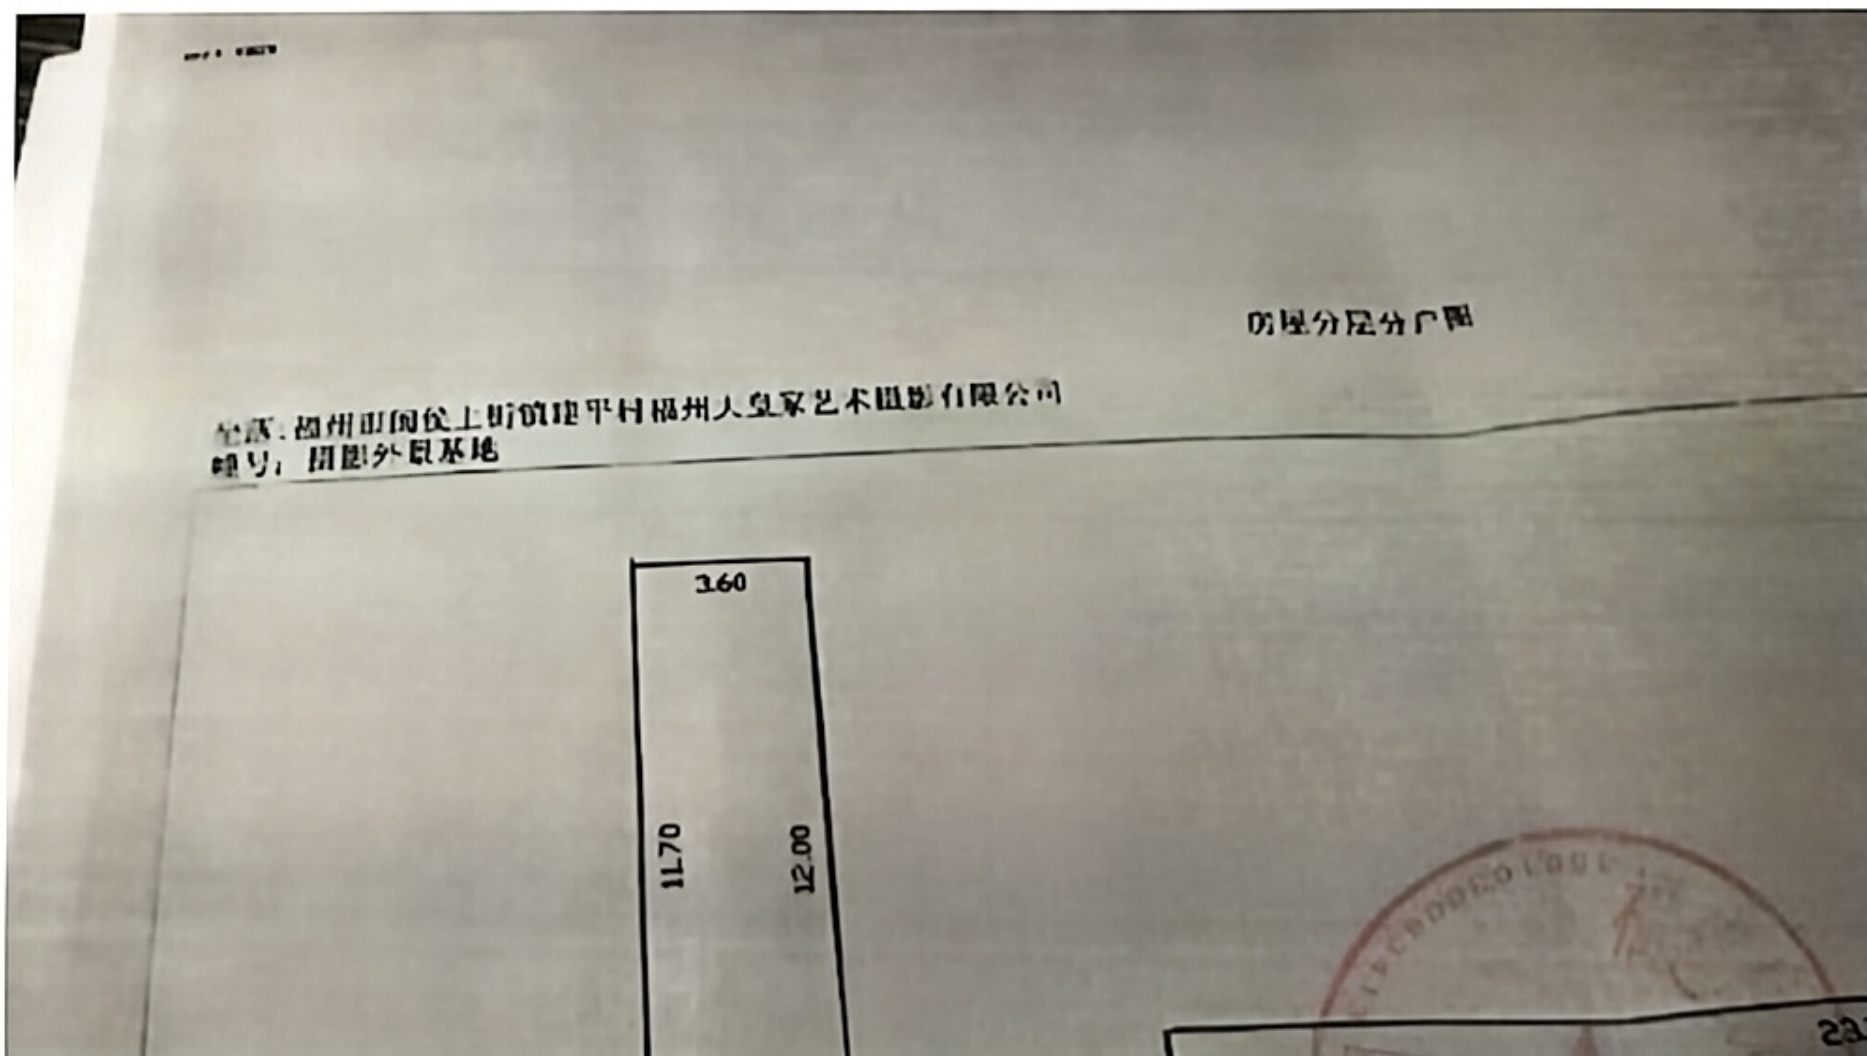 房屋分层分户图
坐落:福州市闽侯上街镇建平村福州大皇家艺术摄影有限公司
幢号:摄影外景基地
3.60
11.70
12.00